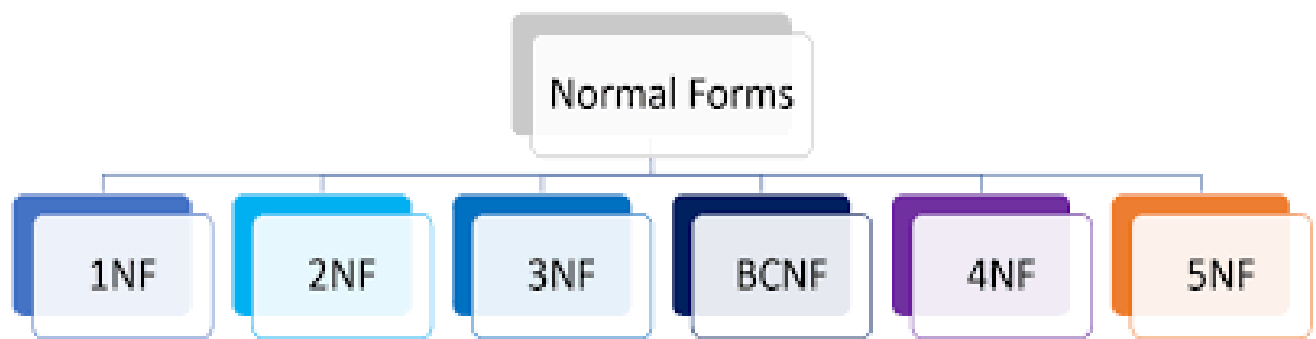 Normal Forms
1NF
2NF
3NF
BCNF
4NF
5NF